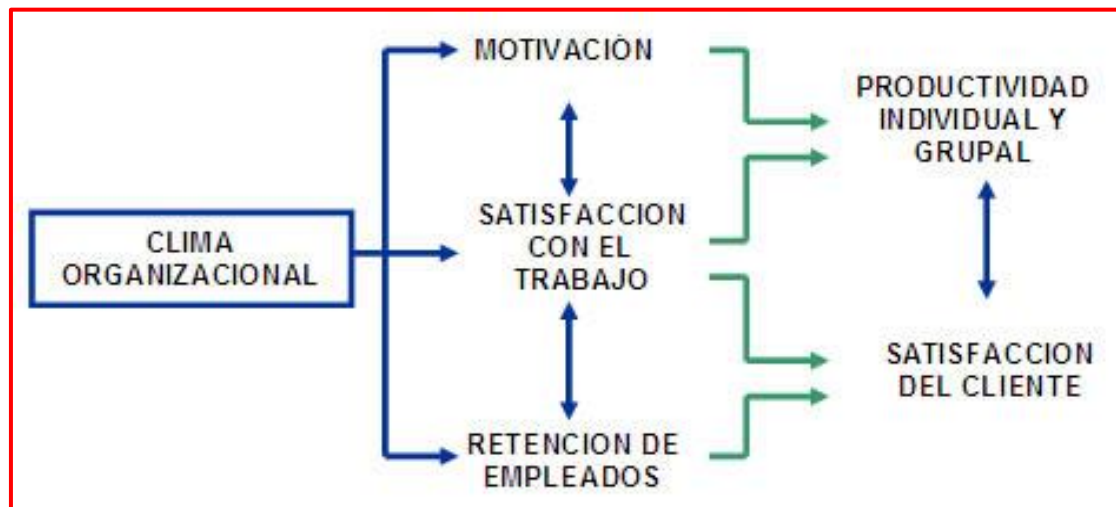 MOTIVACIÓN
PRODUCTIVIDAD
INDIVIDUAL Y
GRUPAL
CLIMA
ORGANIZACIONAL
SATISFACCION
CON EL
TRABAJO
SATISFACCION
DEL CLIENTE
RETENCION DE
EMPLEADOS